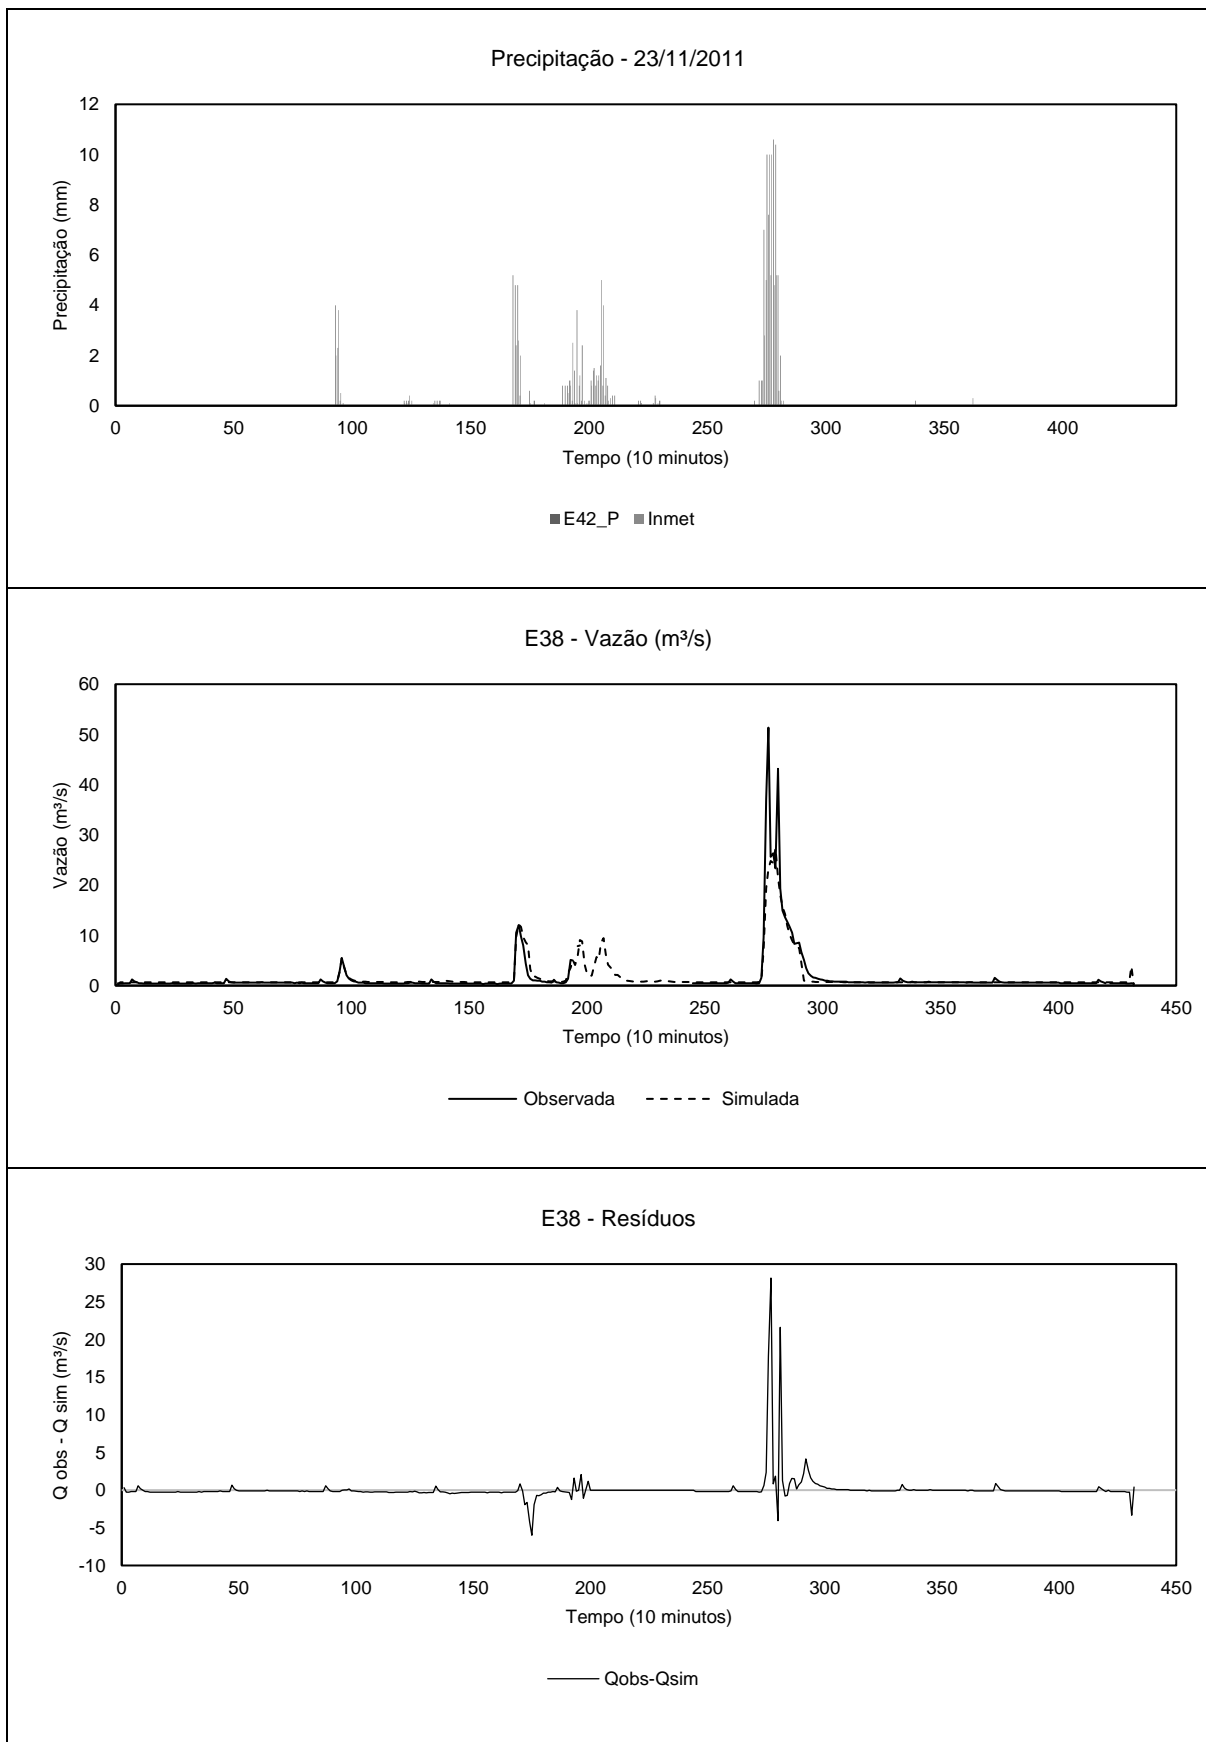 Precipitação - 23/11/2011
12
10
8
6
4
2
0
Precipitação (mm)
0 50 100 150 200 250 300 350 400
Tempo (10 minutos)
E42_P Inmet
E38 - Vazão (m³/s)
60
50
40
30
20
10
0
Vazão (m³/s)
0 50 100 150 200 250 300 350 400 450
Tempo (10 minutos)
Observada Simulada
E38 - Resíduos
30
25
20
15
10
5
0
-5
-10
Q obs - Q sim (m³/s)
0 50 100 150 200 250 300 350 400 450
Tempo (10 minutos)
Qobs-Qsim